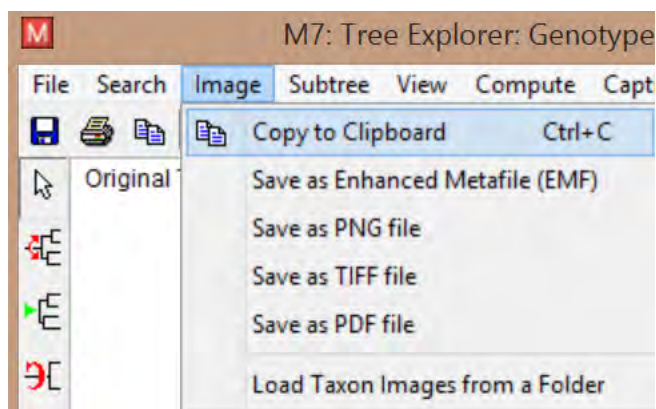 M M7: Tree Explorer: Genotype
File Search Image Subtree View Compute Capt
Copy to Clipboard Ctrl+C
Original
Save as Enhanced Metafile (EMF)
Save as PNG file
Save as TIFF file
Save as PDF file
Load Taxon Images from a Folder